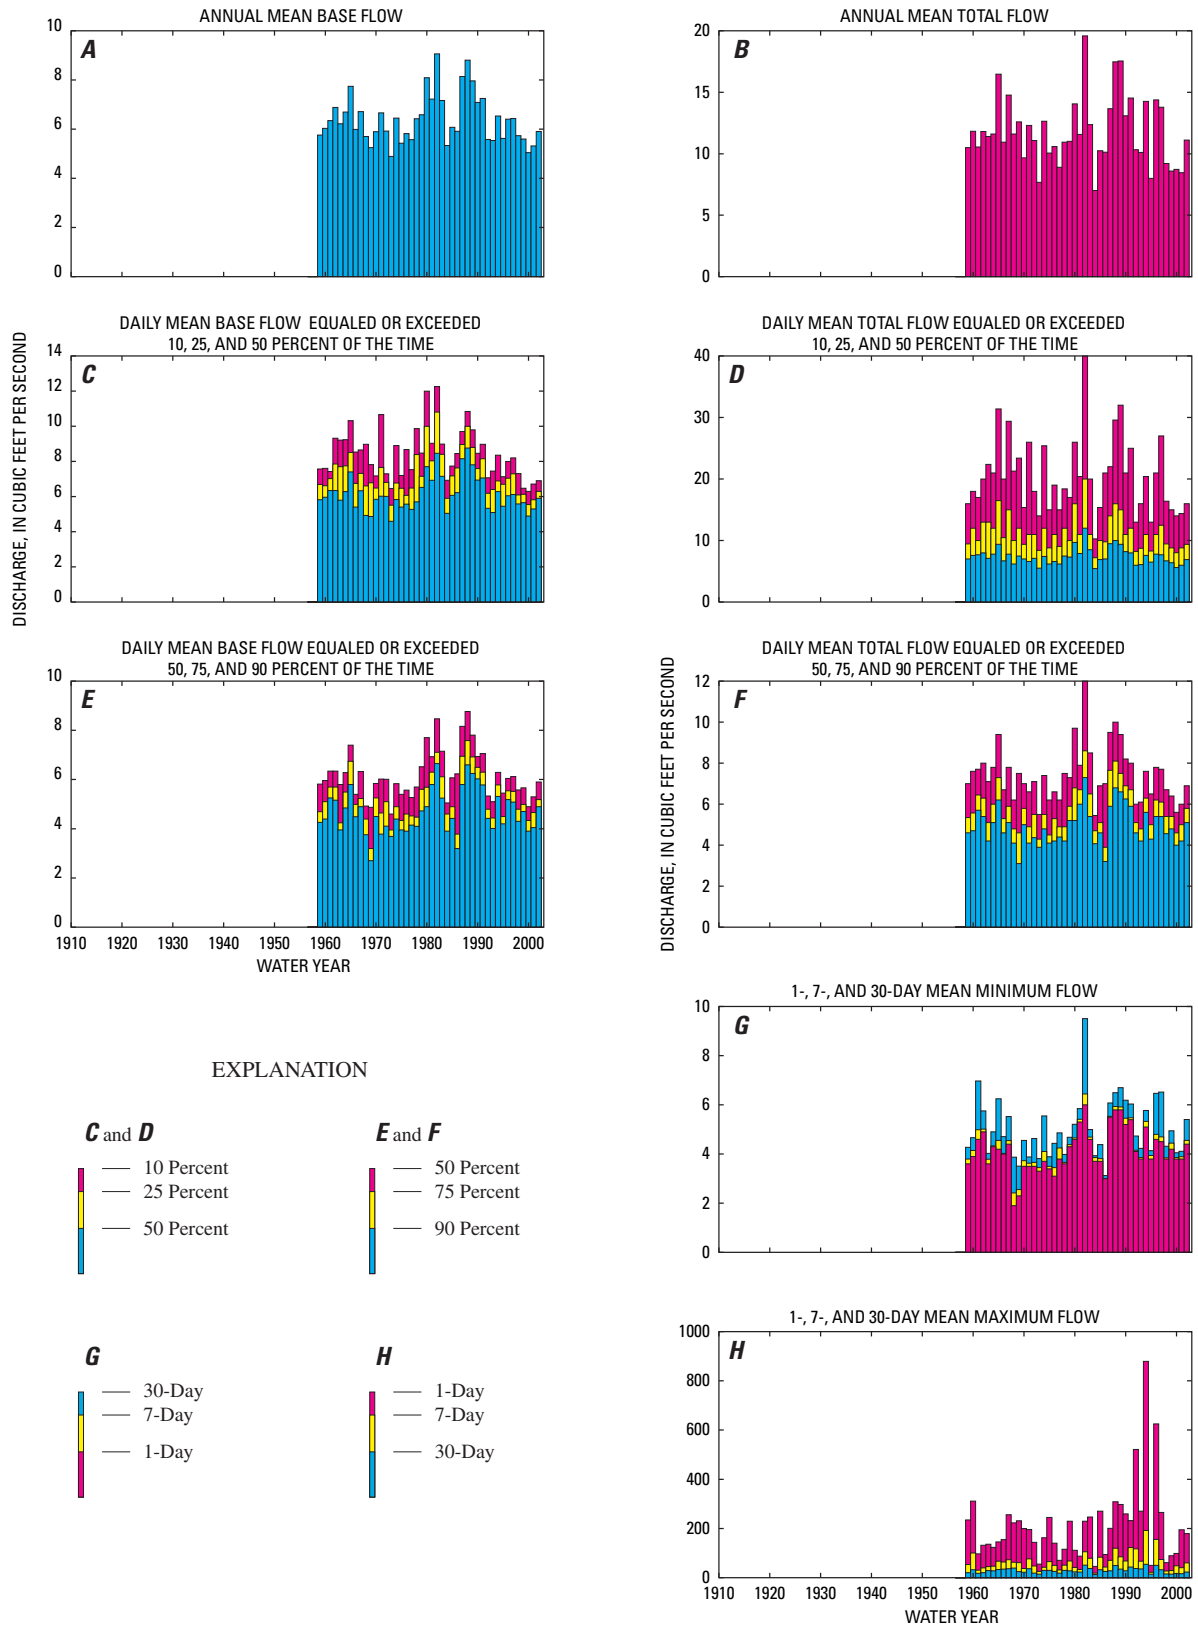 ANNUAL MEAN BASE FLOW
A
10
8
6
4
2
0
ANNUAL MEAN TOTAL FLOW
B
20
15
10
5
0
DISCHARGE, IN CUBIC FEET PER SECOND
DAILY MEAN BASE FLOW EQUALED OR EXCEEDED
10, 25, AND 50 PERCENT OF THE TIME
C
14
12
10
8
6
4
2
0
DAILY MEAN TOTAL FLOW EQUALED OR EXCEEDED
10, 25, AND 50 PERCENT OF THE TIME
D
40
30
20
10
0
DAILY MEAN BASE FLOW EQUALED OR EXCEEDED
50, 75, AND 90 PERCENT OF THE TIME
E
10
8
6
4
2
0
1910 1920 1930 1940 1950 1960 1970 1980 1990 2000
WATER YEAR
DISCHARGE, IN CUBIC FEET PER SECOND
DAILY MEAN TOTAL FLOW EQUALED OR EXCEEDED
50, 75, AND 90 PERCENT OF THE TIME
F
12
10
8
6
4
2
0
1-, 7-, AND 30-DAY MEAN MINIMUM FLOW
G
10
8
6
4
2
0
EXPLANATION
C and D
10 Percent
25 Percent
50 Percent
E and F
50 Percent
75 Percent
90 Percent
G
30-Day
7-Day
1-Day
H
1-Day
7-Day
30-Day
1-, 7-, AND 30-DAY MEAN MAXIMUM FLOW
H
1000
800
600
400
200
0
1910 1920 1930 1940 1950 1960 1970 1980 1990 2000
WATER YEAR